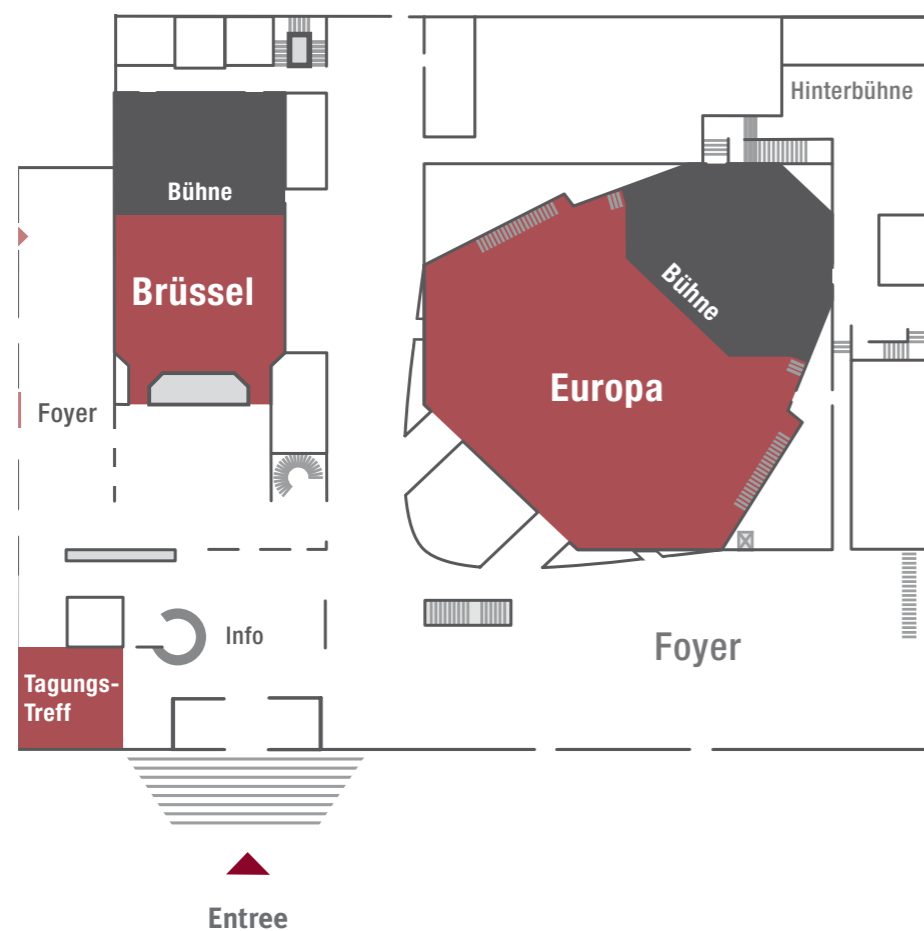 Hinterbühne
Bühne
Brüssel
Bühne
Europa
Foyer
Info
Foyer
Tagungs-
Treff
Entree